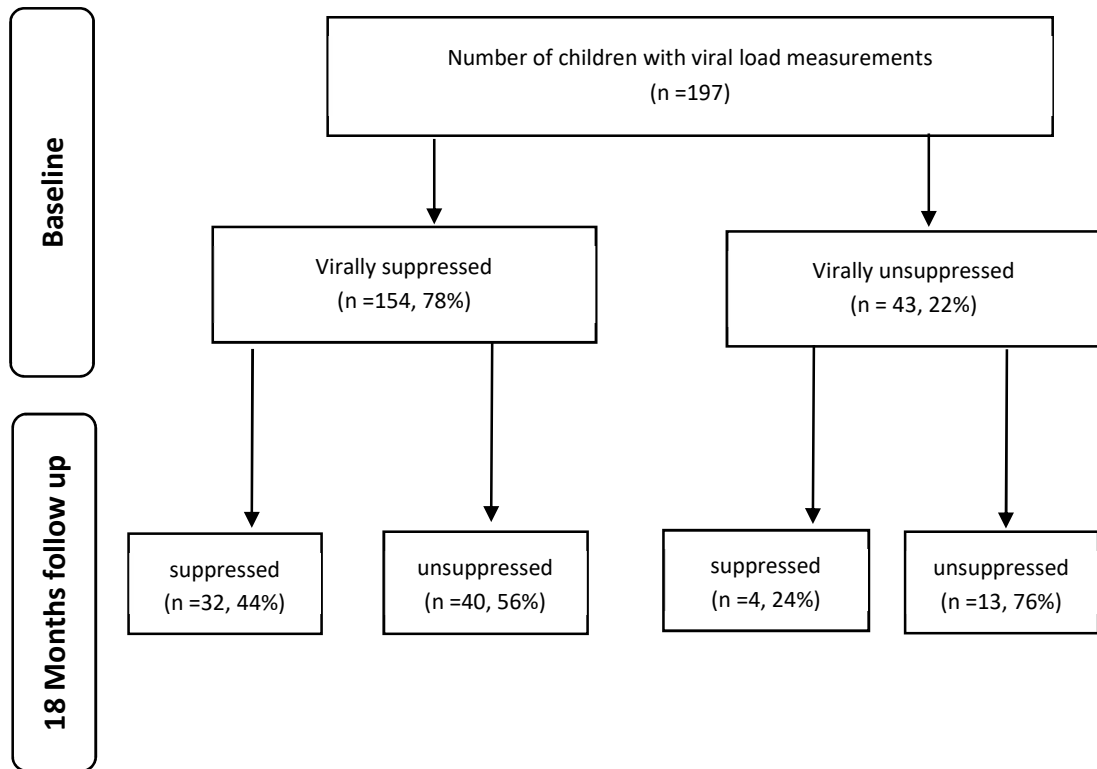 Baseline
Number of children with viral load measurements
(n =197)
Virally suppressed
(n =154, 78%)
Virally unsuppressed
(n = 43, 22%)
18 Months follow up
suppressed
(n =32, 44%)
unsuppressed
(n =40, 56%)
suppressed
(n =4, 24%)
unsuppressed
(n =13, 76%)